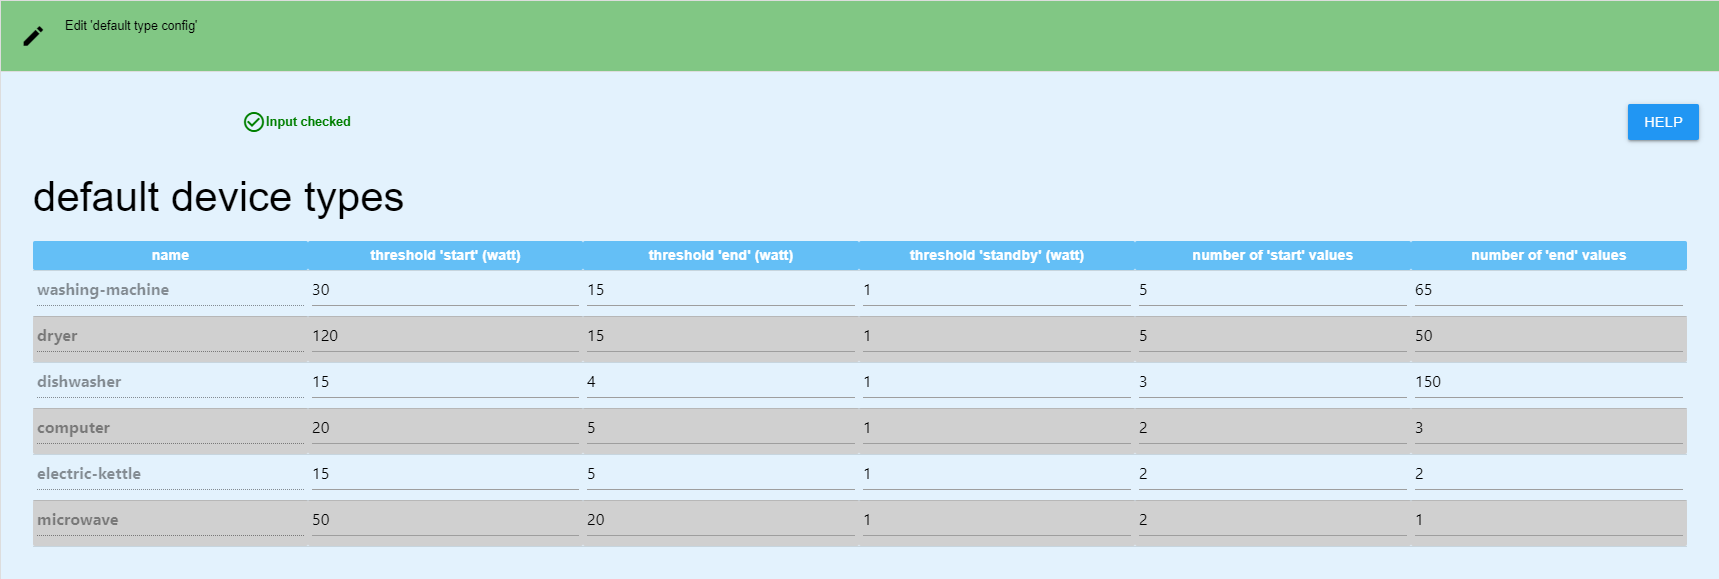 Edit 'default type config'
Input checked
HELP
default device types
name threshold 'start' (watt) threshold 'end' (watt) threshold 'standby' (watt) number of 'start' values number of 'end' values
washing-machine 30 15 1 5 65
dryer 120 15 1 5 50
dishwasher 15 4 1 3 150
computer 20 5 1 2 3
electric-kettle 15 5 1 2 2
microwave 50 20 1 2 1